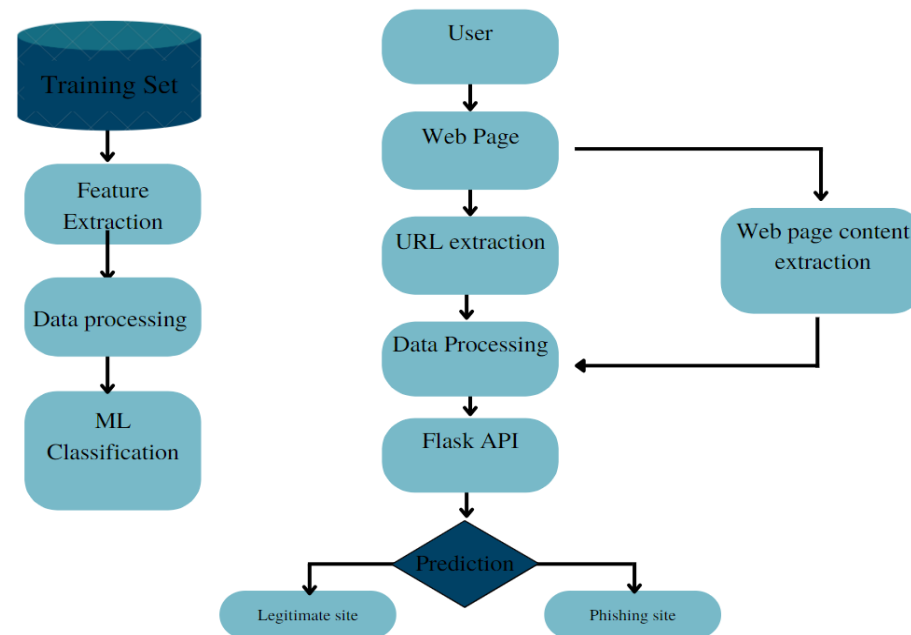 Training Set
Feature
Extraction
Data processing
ML
Classification
User
Web Page
URL extraction
Web page content
extraction
Data Processing
Flask API
Prediction
Legitimate site
Phishing site